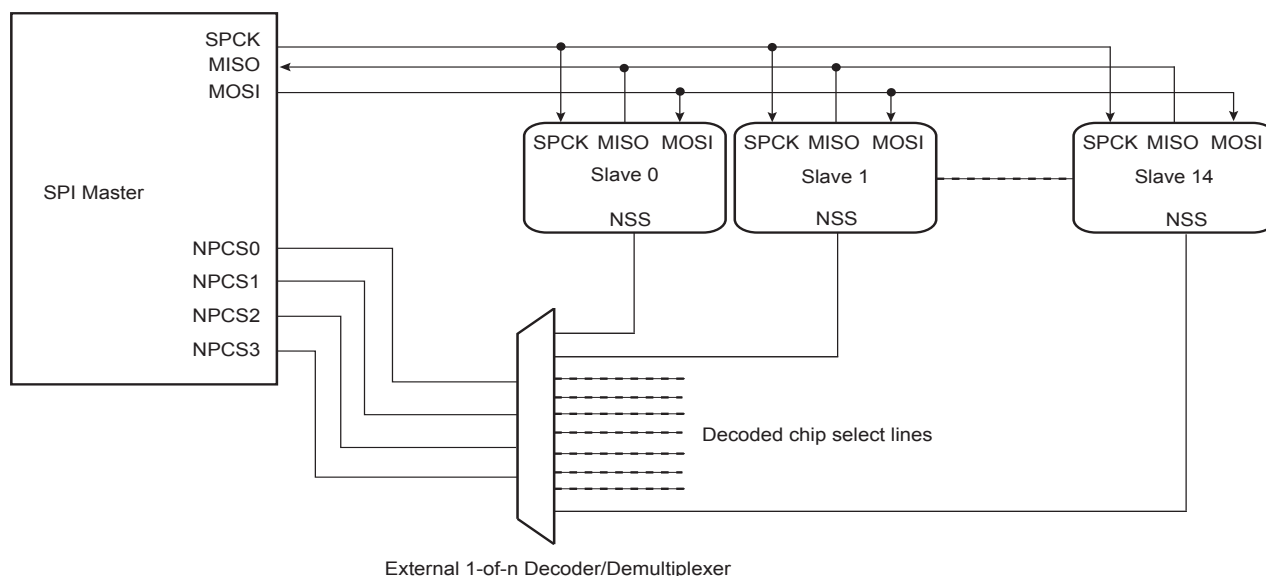 SPCK
MISO
MOSI
SPCK MISO MOSI
Slave 0
NSS
SPCK MISO MOSI
Slave 1
NSS
SPCK MISO MOSI
Slave 14
NSS
SPI Master
NPCS0
NPCS1
NPCS2
NPCS3
Decoded chip select lines
External 1-of-n Decoder/Demultiplexer